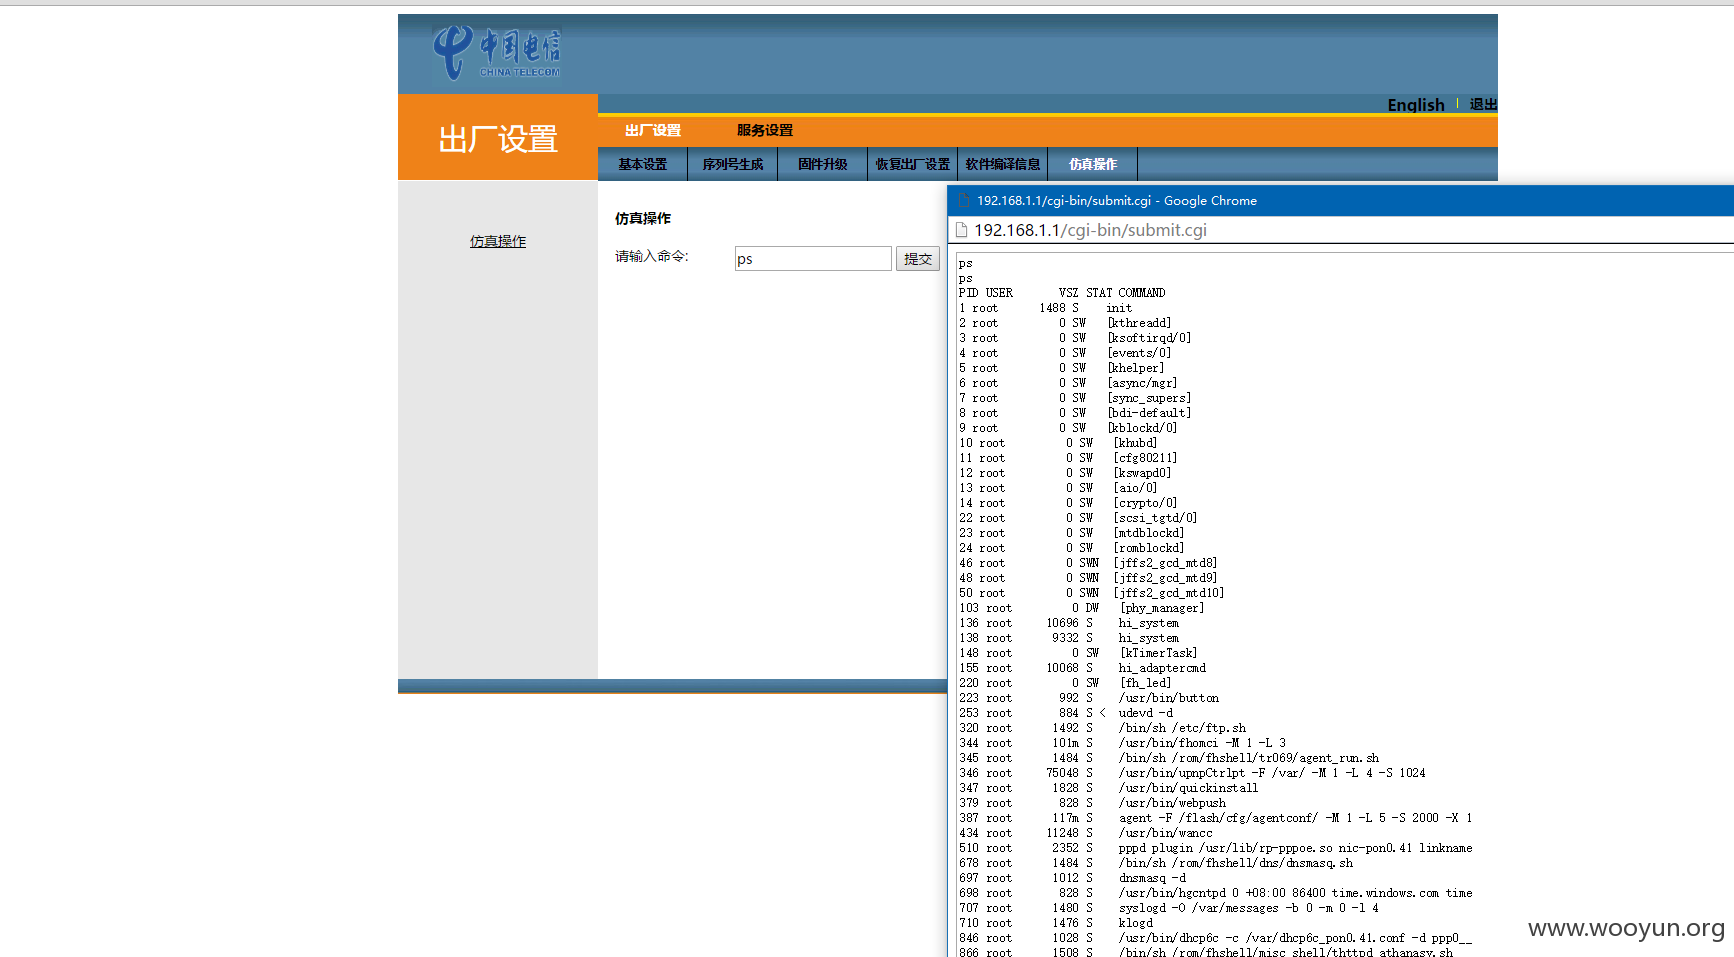 中国电信
CHINA TELECOM
English | 退出
出厂设置
出厂设置 服务设置
基本设置 序列号生成 固件升级 恢复出厂设置 软件编译信息 仿真操作
仿真操作
仿真操作
请输入命令: ps 提交
192.168.1.1/cgi-bin/submit.cgi - Google Chrome
192.168.1.1/cgi-bin/submit.cgi
ps
ps
PID USER VSZ STAT COMMAND
1 root 1488 S init
2 root 0 SW [kthreadd]
3 root 0 SW [ksoftirqd/0]
4 root 0 SW [events/0]
5 root 0 SW [khelper]
6 root 0 SW [async/mgr]
7 root 0 SW [sync_supers]
8 root 0 SW [bdi-default]
9 root 0 SW [kblockd/0]
10 root 0 SW [khubd]
11 root 0 SW [cfg80211]
12 root 0 SW [kswapd0]
13 root 0 SW [aio/0]
14 root 0 SW [crypto/0]
22 root 0 SW [scsi_tgtd/0]
23 root 0 SW [mtdblockd]
24 root 0 SW [romblockd]
46 root 0 SWN [jffs2_gcd_mtd8]
48 root 0 SWN [jffs2_gcd_mtd9]
50 root 0 SWN [jffs2_gcd_mtd10]
103 root 0 DW [phy_manager]
136 root 10696 S hi_system
138 root 9332 S hi_system
148 root 0 SW [kTimerTask]
155 root 10068 S hi_adaptercmd
220 root 0 SW [fh_led]
223 root 992 S /usr/bin/button
253 root 884 S < udevd -d
320 root 1492 S /bin/sh /etc/ftp.sh
344 root 101m S /usr/bin/fhomci -M 1 -L 3
345 root 1484 S /bin/sh /rom/fhshell/tr069/agent_run.sh
346 root 75048 S /usr/bin/upnpCtrlpt -F /var/ -M 1 -L 4 -S 1024
347 root 1828 S /usr/bin/quickinstall
379 root 828 S /usr/bin/webpush
387 root 117m S agent -F /flash/cfg/agentconf/ -M 1 -L 5 -S 2000 -X 1
434 root 11248 S /usr/bin/wancc
510 root 2352 S pppd plugin /usr/lib/rp-pppoe.so nic-pon0.41 linkname
678 root 1484 S /bin/sh /rom/fhshell/dns/dnsmasq.sh
697 root 1012 S dnsmasq -d
698 root 828 S /usr/bin/hgcntpd 0 +08:00 86400 time.windows.com time
707 root 1480 S syslogd -O /var/messages -b 0 -m 0 -l 4
710 root 1476 S klogd
846 root 1028 S /usr/bin/dhcp6c -c /var/dhcp6c_pon0.41.conf -d ppp0__
866 root 1508 S /bin/sh /rom/fhshell/misc_shell/thttpd_athanasy.sh
www.wooyun.org